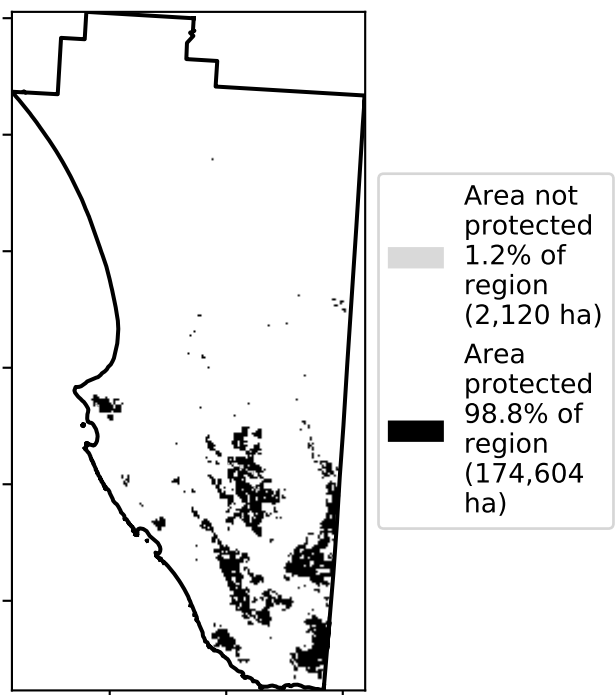 Area not
protected
1.2% of
region
(2,120 ha)
Area
protected
98.8% of
region
(174,604
ha)